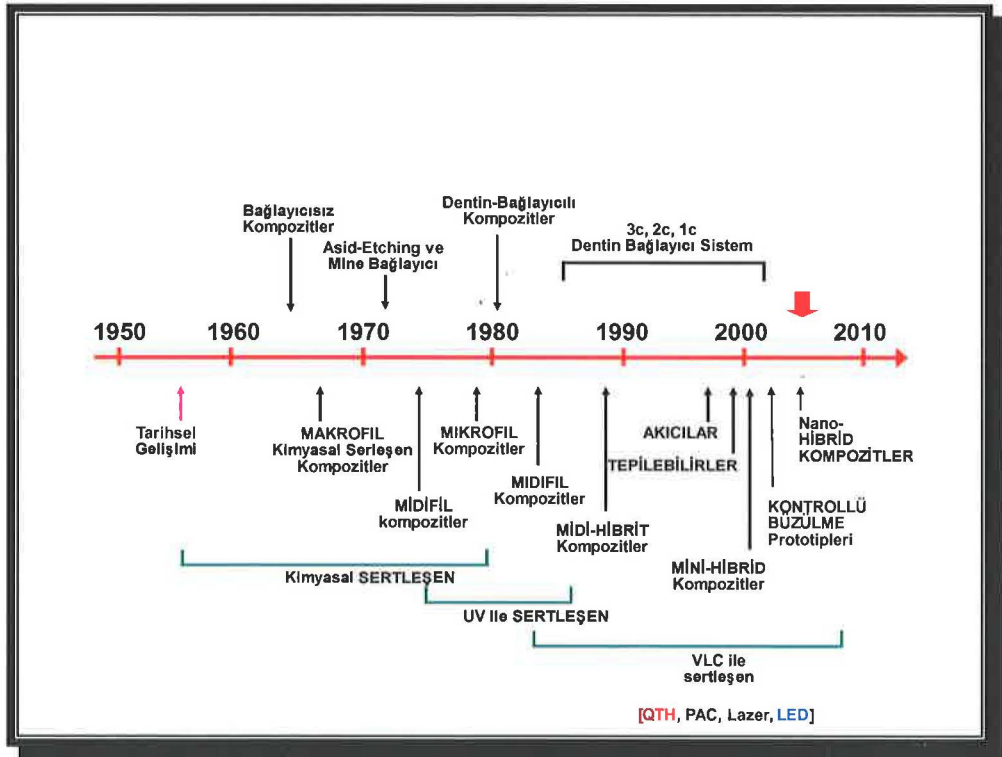 Bağlayıcısız
Kompozitler
Asid-Etching ve
Mine Bağlayıcı
Dentin-Bağlayıcılı
Kompozitler
3c, 2c, 1c
Dentin Bağlayıcı Sistem
1950 1960 1970 1980 1990 2000 2010
Tarihsel
Gelişimi
MAKROFIL
Kimyasal Serleşen
Kompozitler
MİDİFİL
kompozitler
MIKROFIL
Kompozitler
MIDIFIL
Kompozitler
MİDİ-HİBRİT
Kompozitler
AKICILAR
TEPİLEBİLİRLER
MİNİ-HİBRİD
Kompozitler
KONTROLLÜ
BÜZÜLME
Prototipleri
Nano-
HİBRİD
KOMPOZİTLER
Kimyasal SERTLEŞEN
UV ile SERTLEŞEN
VLC ile
sertleşen
[QTH, PAC, Lazer, LED]